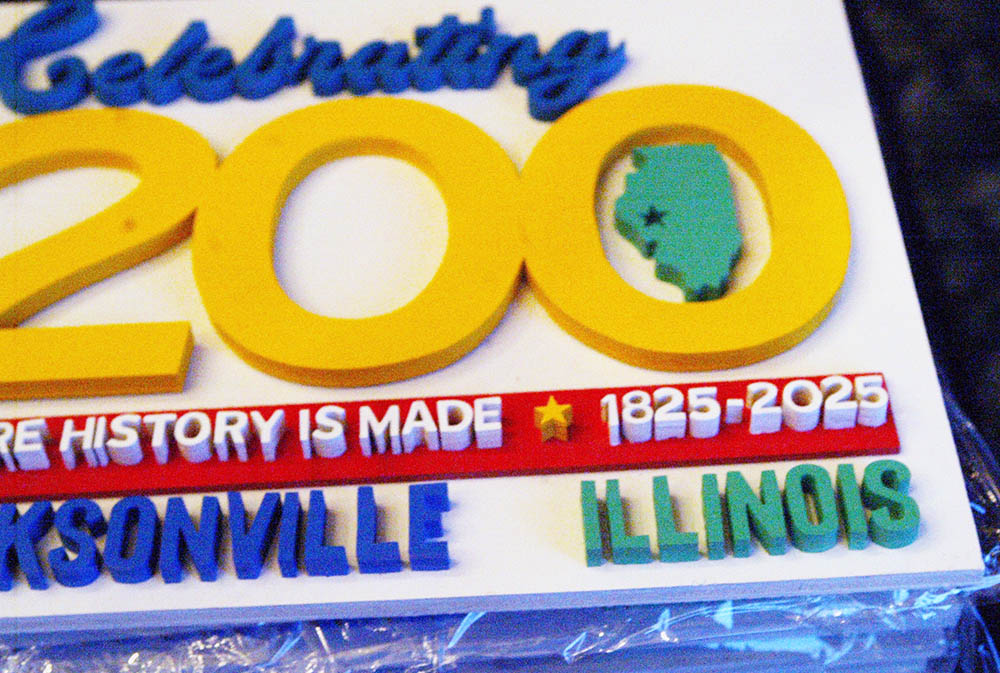 Celebrating
200
RE HISTORY IS MADE ★ 1825-2025
KSONVILLE ILLINOIS